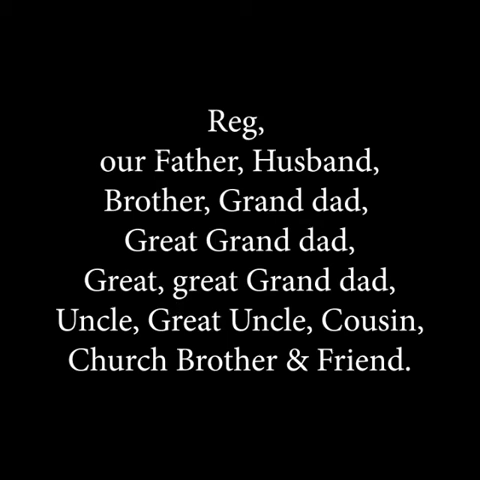 Reg,
our Father, Husband,
Brother, Grand dad,
Great Grand dad,
Great, great Grand dad,
Uncle, Great Uncle, Cousin,
Church Brother & Friend.